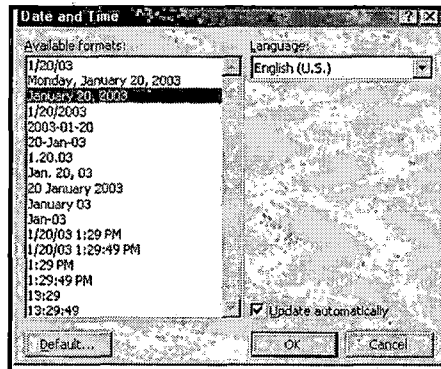 Date and Time
Available formats:
Language:
1/20/03
Monday, January 20, 2003
January 20, 2003
1/20/2003
2003-01-20
20-Jan-03
1.20.03
Jan. 20, 03
20 January 2003
January 03
Jan-03
1/20/03 1:29 PM
1/20/03 1:29:49 PM
1:29 PM
1:29:49 PM
13:29
13:29:49
English (U.S.)
Update automatically
Default...
OK
Cancel